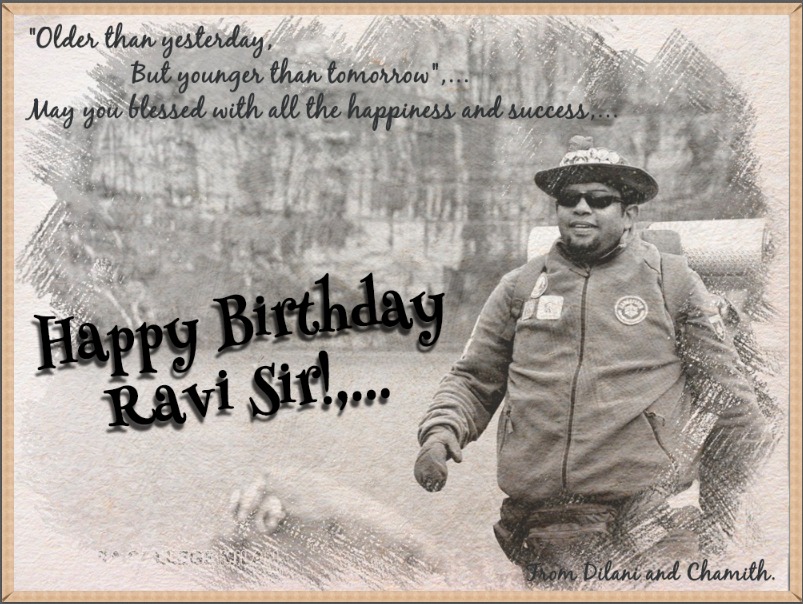 "Older than yesterday,
But younger than tomorrow",...
May you blessed with all the happiness and success,...
Happy Birthday
Ravi Sir!,...
From Dilani and Chamith.